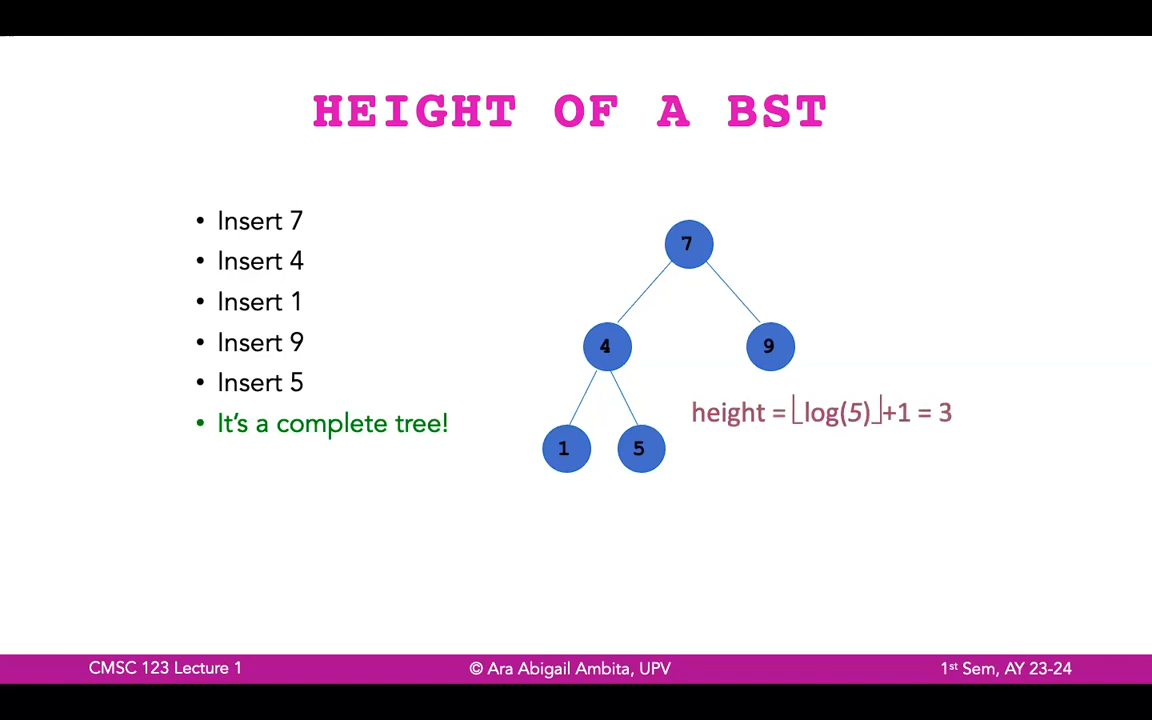 HEIGHT OF A BST
• Insert 7
• Insert 4
• Insert 1
• Insert 9
• Insert 5
• It's a complete tree!
7
4
9
height = ⌊log(5)⌋+1 = 3
1
5
CMSC 123 Lecture 1
© Ara Abigail Ambita, UPV
1st Sem, AY 23-24